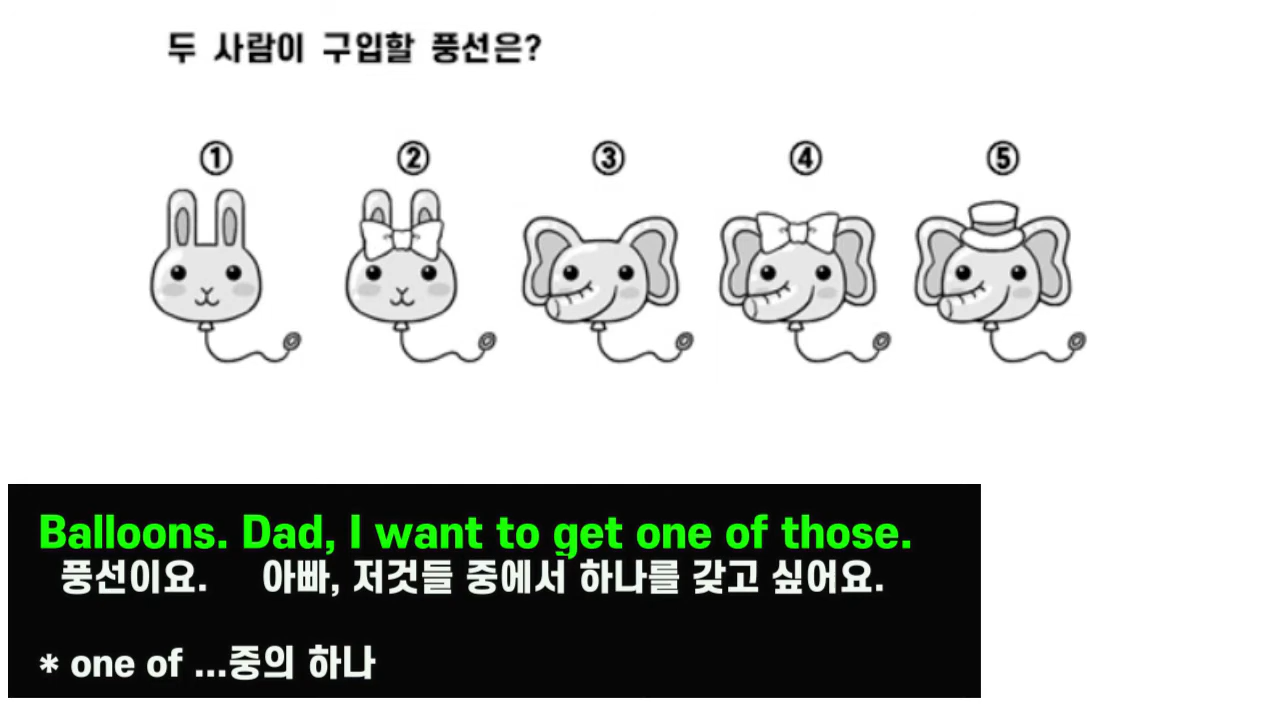 두 사람이 구입할 풍선은?
① ② ③ ④ ⑤
Balloons. Dad, I want to get one of those.
풍선이요. 아빠, 저것들 중에서 하나를 갖고 싶어요.
* one of ...중의 하나